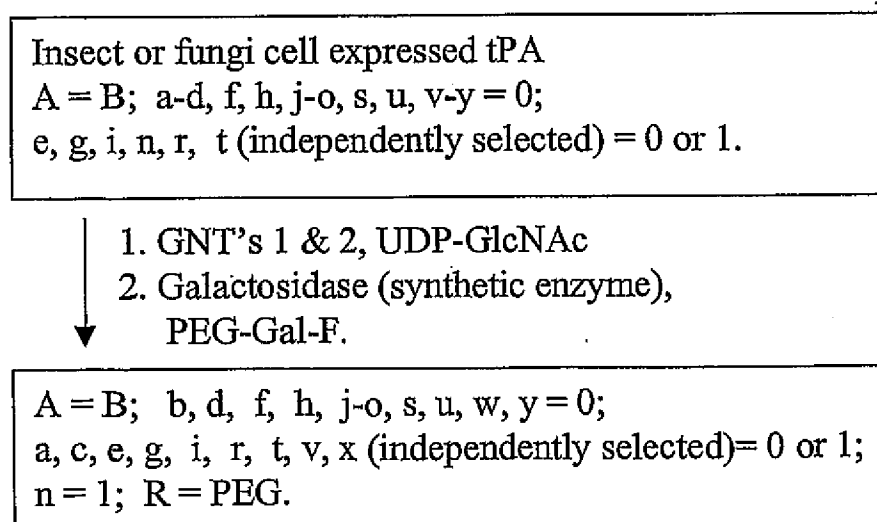 Insect or fungi cell expressed tPA
A = B; a-d, f, h, j-o, s, u, v-y = 0;
e, g, i, n, r, t (independently selected) = 0 or 1.
1. GNT's 1 & 2, UDP-GlcNAc
2. Galactosidase (synthetic enzyme),
PEG-Gal-F.
A = B; b, d, f, h, j-o, s, u, w, y = 0;
a, c, e, g, i, r, t, v, x (independently selected)= 0 or 1;
n = 1; R = PEG.